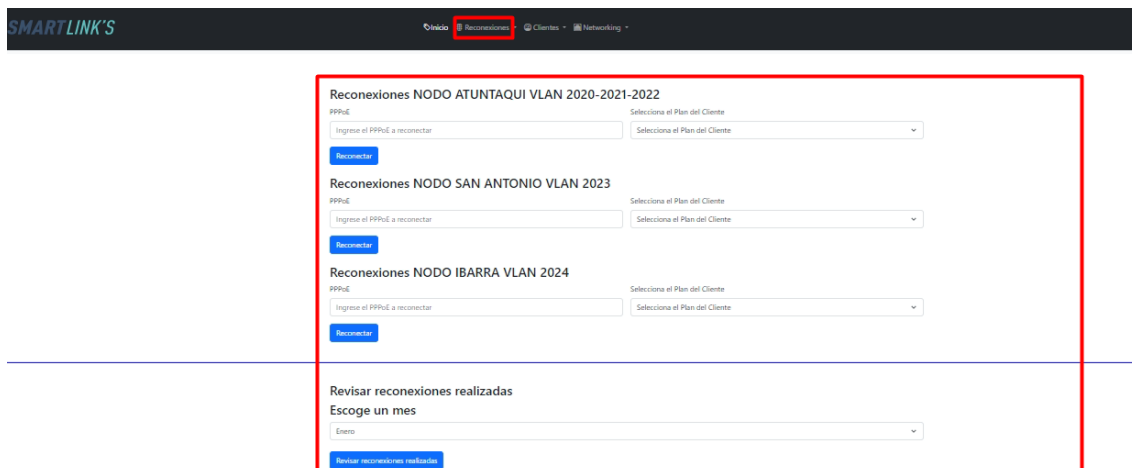 SMARTLINK'S
Inicio Reconexiones Clientes Networking
Reconexiones NODO ATUNTAQUI VLAN 2020-2021-2022
PPPoE Selecciona el Plan del Cliente
Ingrese el PPPoE a reconectar Selecciona el Plan del Cliente
Reconectar
Reconexiones NODO SAN ANTONIO VLAN 2023
PPPoE Selecciona el Plan del Cliente
Ingrese el PPPoE a reconectar Selecciona el Plan del Cliente
Reconectar
Reconexiones NODO IBARRA VLAN 2024
PPPoE Selecciona el Plan del Cliente
Ingrese el PPPoE a reconectar Selecciona el Plan del Cliente
Reconectar
Revisar reconexiones realizadas
Escoge un mes
Enero
Revisar reconexiones realizadas